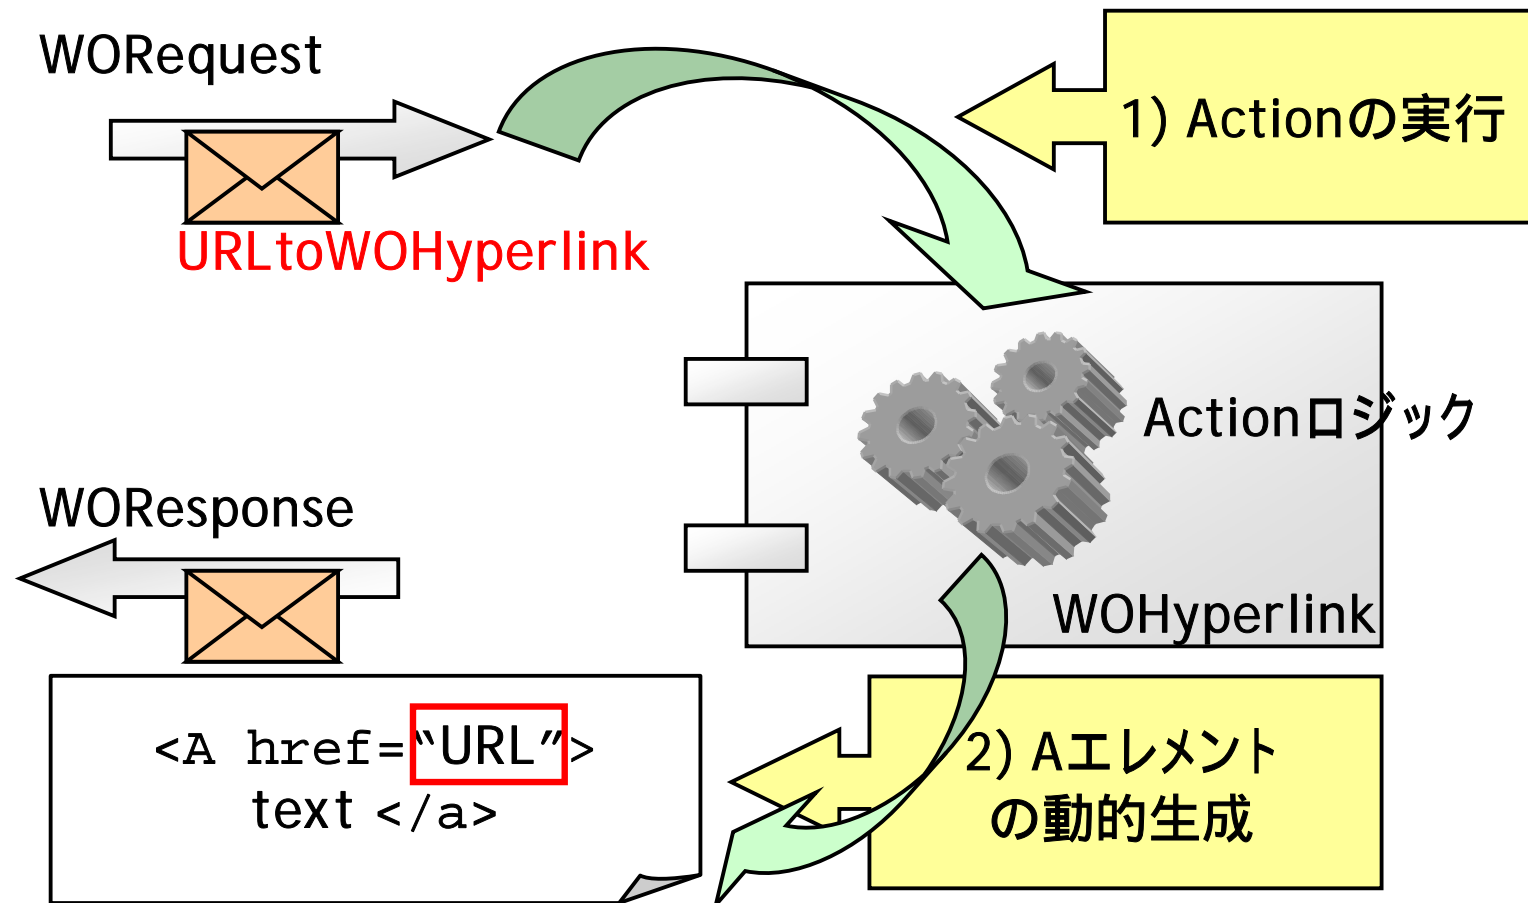 WORequest
1) Actionの実行
URLtoWOHyperlink
Actionロジック
WOResponse
WOHyperlink
<A href=“URL”>
text </a>
2) Aエレメント
の動的生成